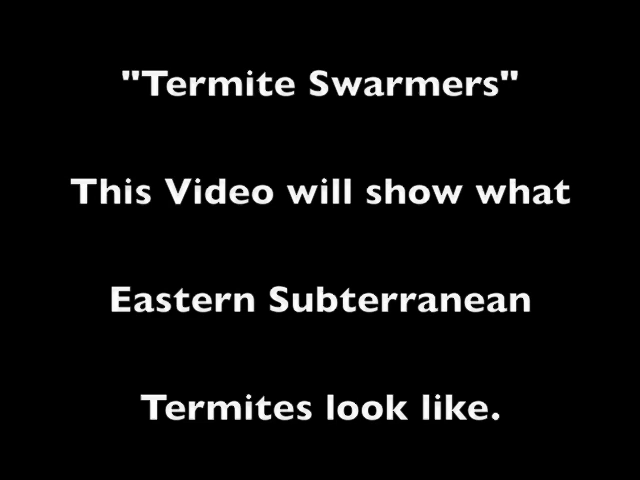 "Termite Swarmers"
This Video will show what
Eastern Subterranean
Termites look like.